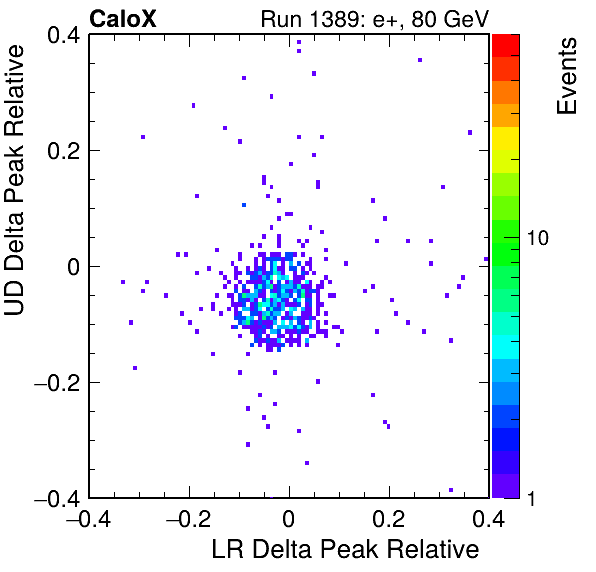 CaloX Run 1389: e+, 80 GeV
UD Delta Peak Relative
0.4
0.2
0
−0.2
−0.4
−0.4 −0.2 0 0.2 0.4
LR Delta Peak Relative
Events
10
1